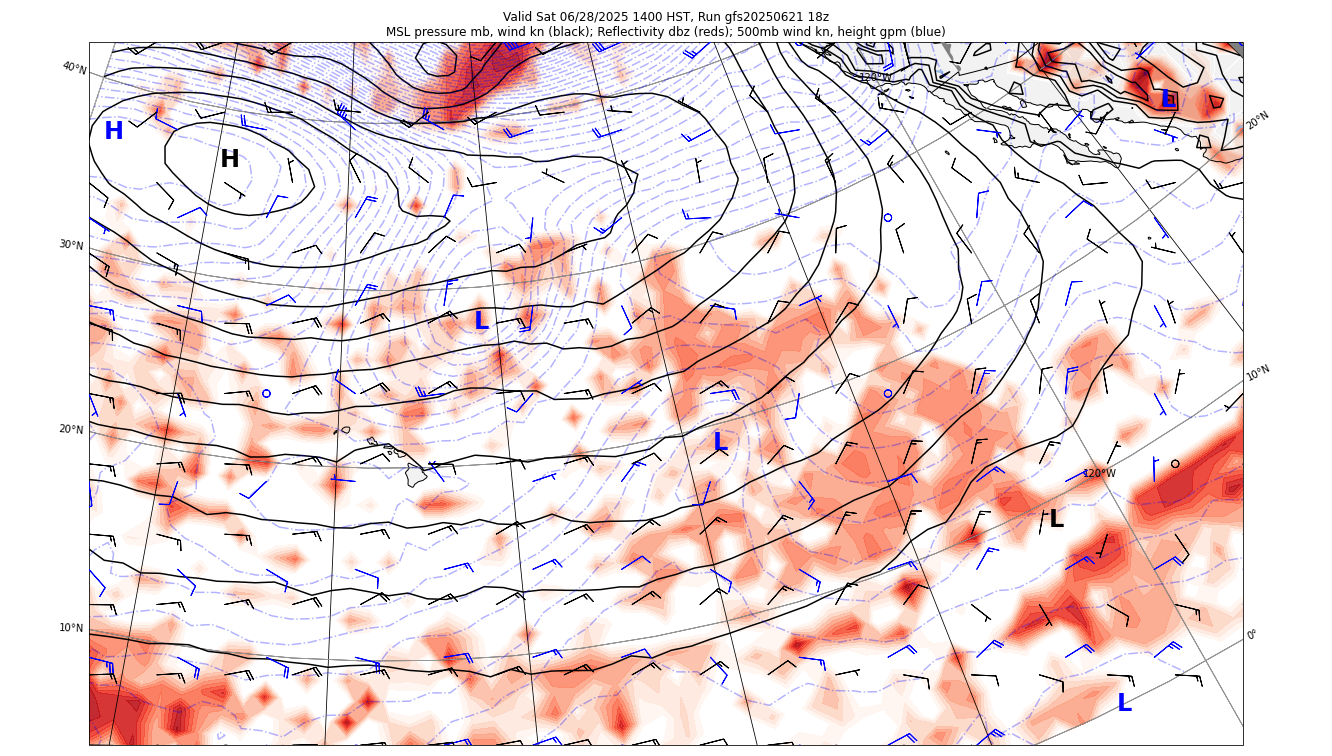 Valid Sat 06/28/2025 1400 HST, Run gfs20250621 18z
MSL pressure mb, wind kn (black); Reflectivity dbz (reds); 500mb wind kn, height gpm (blue)
40°N
120°W
L
20°N
H
H
30°N
L
10°N
20°N
L
120°W
L
10°N
0°
L